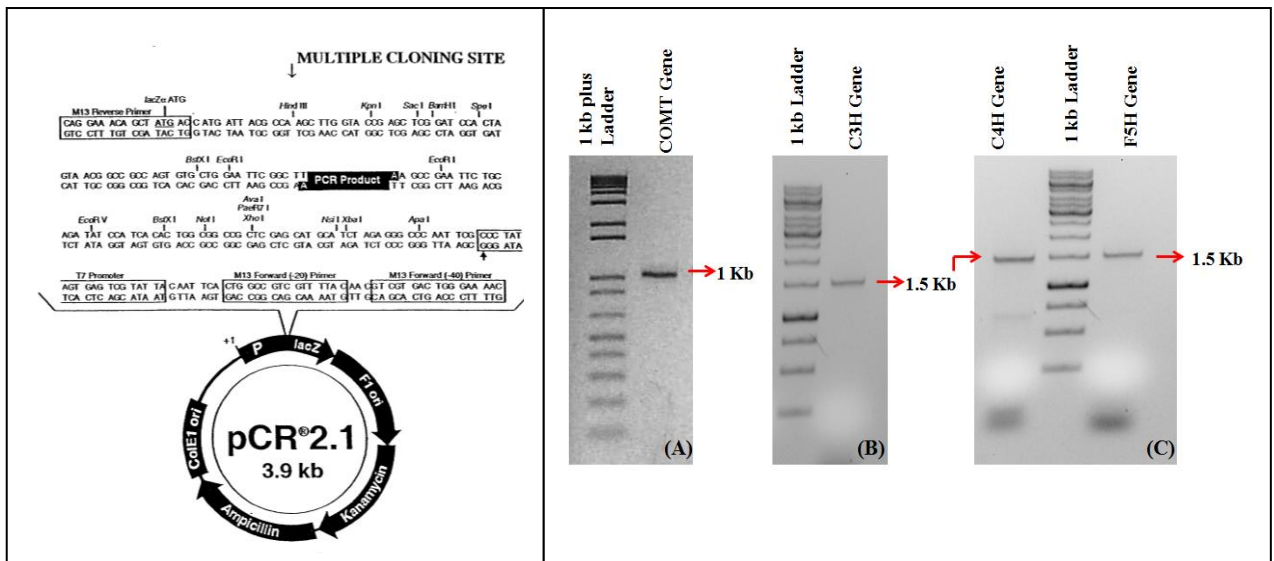 MULTIPLE CLONING SITE
lacZα ATG
M13 Reverse Primer
Hind III Kpn I Sac I BamH I Spe I
CAG GAA ACA GCT ATG AC C ATG ATT ACG CCA AGC TTG GTA CCG AGC TCG GAT CCA CTA
GTC CTT TGT CGA TAC TG G TAC TAA TGC GGT TCG AAC CAT GGC TCG AGC CTA GGT GAT
BstX I EcoR I EcoR I
GTA ACG GCC GCC AGT GTG CTG GAA TTC GGC TT PCR Product A AGCC GAA TTC TGC
CAT TGC CGG CGG TCA CAC GAC CTT AAG CCG A A TTCGG CTT AAG ACG
Ava I
PaeR7 I
EcoR V BstX I Not I Xho I Nsi I Xba I Apa I
AGA TAT CCA TCA CAC TGG CGG CCG CTC GAG CAT GCA TCT AGA GGG CCC AAT TCG CCC TAT
TCT ATA GGT AGT GTG ACC GCC GGC GAG CTC GTA CGT AGA TCT CCC GGG TTA AGC GGG ATA
T7 Promoter M13 Forward (-20) Primer M13 Forward (-40) Primer
AGT GAG TCG TAT TA C AAT TCA CTG GCC GTC GTT TTA C AA CGT CGT GAC TGG GAA AAC
TCA CTC AGC ATA AT G TTA AGT GAC CGG CAG CAA AAT G TT GCA GCA CTG ACC CTT TTG
+1
P
lacZ
F1 ori
Kanamycin
Ampicillin
ColE1 ori
pCR®2.1
3.9 kb
1 kb plus
Ladder
COMT Gene
1 Kb
(A)
1 kb Ladder
C3H Gene
1.5 Kb
(B)
C4H Gene
1 kb Ladder
F5H Gene
1.5 Kb
(C)